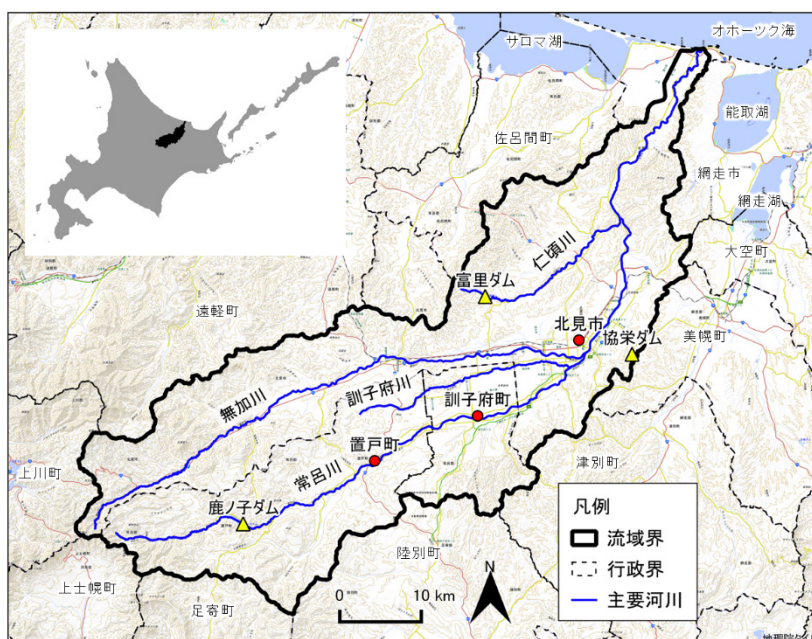 オホーツク海
サロマ湖
能取湖
佐呂間町
網走市
網走湖
仁頃川
大空町
富里ダム
遠軽町
北見市
協栄ダム
美幌町
無加川
訓子府川
訓子府町
置戸町
常呂川
津別町
上川町
鹿ノ子ダム
凡例
流域界
行政界
主要河川
陸別町
上士幌町
足寄町
0 10 km
N